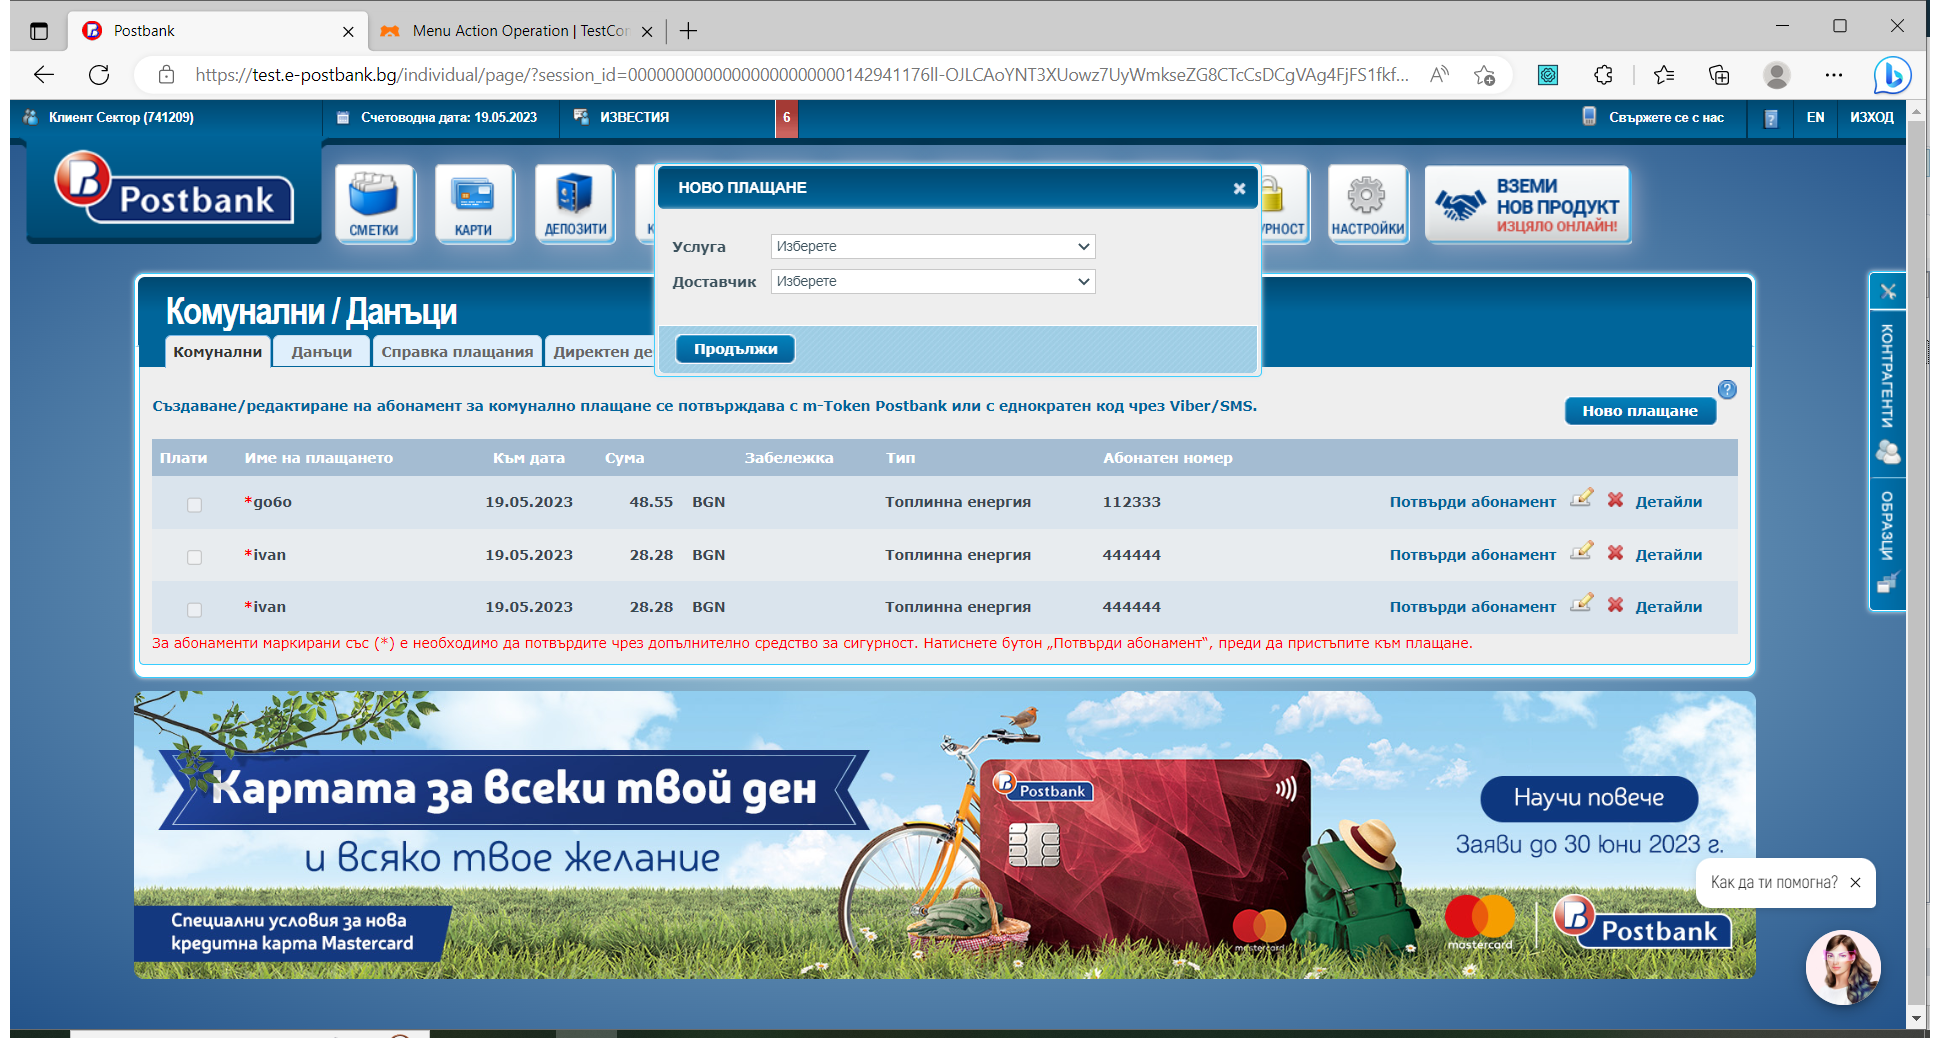 Postbank
Menu Action Operation | TestCor
https://test.e-postbank.bg/individual/page/?session_id=
Клиент Сектор (741209)
Счетоводна дата: 19.05.2023
ИЗВЕСТИЯ
6
Свържете се с нас
EN
ИЗХОД
Postbank
СМЕТКИ
КАРТИ
ДЕПОЗИТИ
К
РНОСТ
НАСТРОЙКИ
ВЗЕМИ
НОВ ПРОДУКТ
ИЗЦЯЛО ОНЛАЙН!
НОВО ПЛАЩАНЕ
Услуга Изберете
Доставчик Изберете
Продължи
Комунални / Данъци
Комунални Данъци Справка плащания Директен де
Създаване/редактиране на абонамент за комунално плащане се потвърждава с m-Token Postbank или с еднократен код чрез Viber/SMS.
Ново плащане
Плати Име на плащането Към дата Сума Забележка Тип Абонатен номер
*добо 19.05.2023 48.55 BGN Топлинна енергия 112333 Потвърди абонамент Детайли
*ivan 19.05.2023 28.28 BGN Топлинна енергия 444444 Потвърди абонамент Детайли
*ivan 19.05.2023 28.28 BGN Топлинна енергия 444444 Потвърди абонамент Детайли
За абонаменти маркирани със (*) е необходимо да потвърдите чрез допълнително средство за сигурност. Натиснете бутон „Потвърди абонамент“, преди да пристъпите към плащане.
КОНТРАГЕНТИ
ОБРАЗЦИ
Картата за всеки твой ден
и всяко твое желание
Специални условия за нова
кредитна карта Mastercard
Postbank
mastercard
Научи повече
Заяви до 30 юни 2023 г.
mastercard
Postbank
Как да ти помогна?